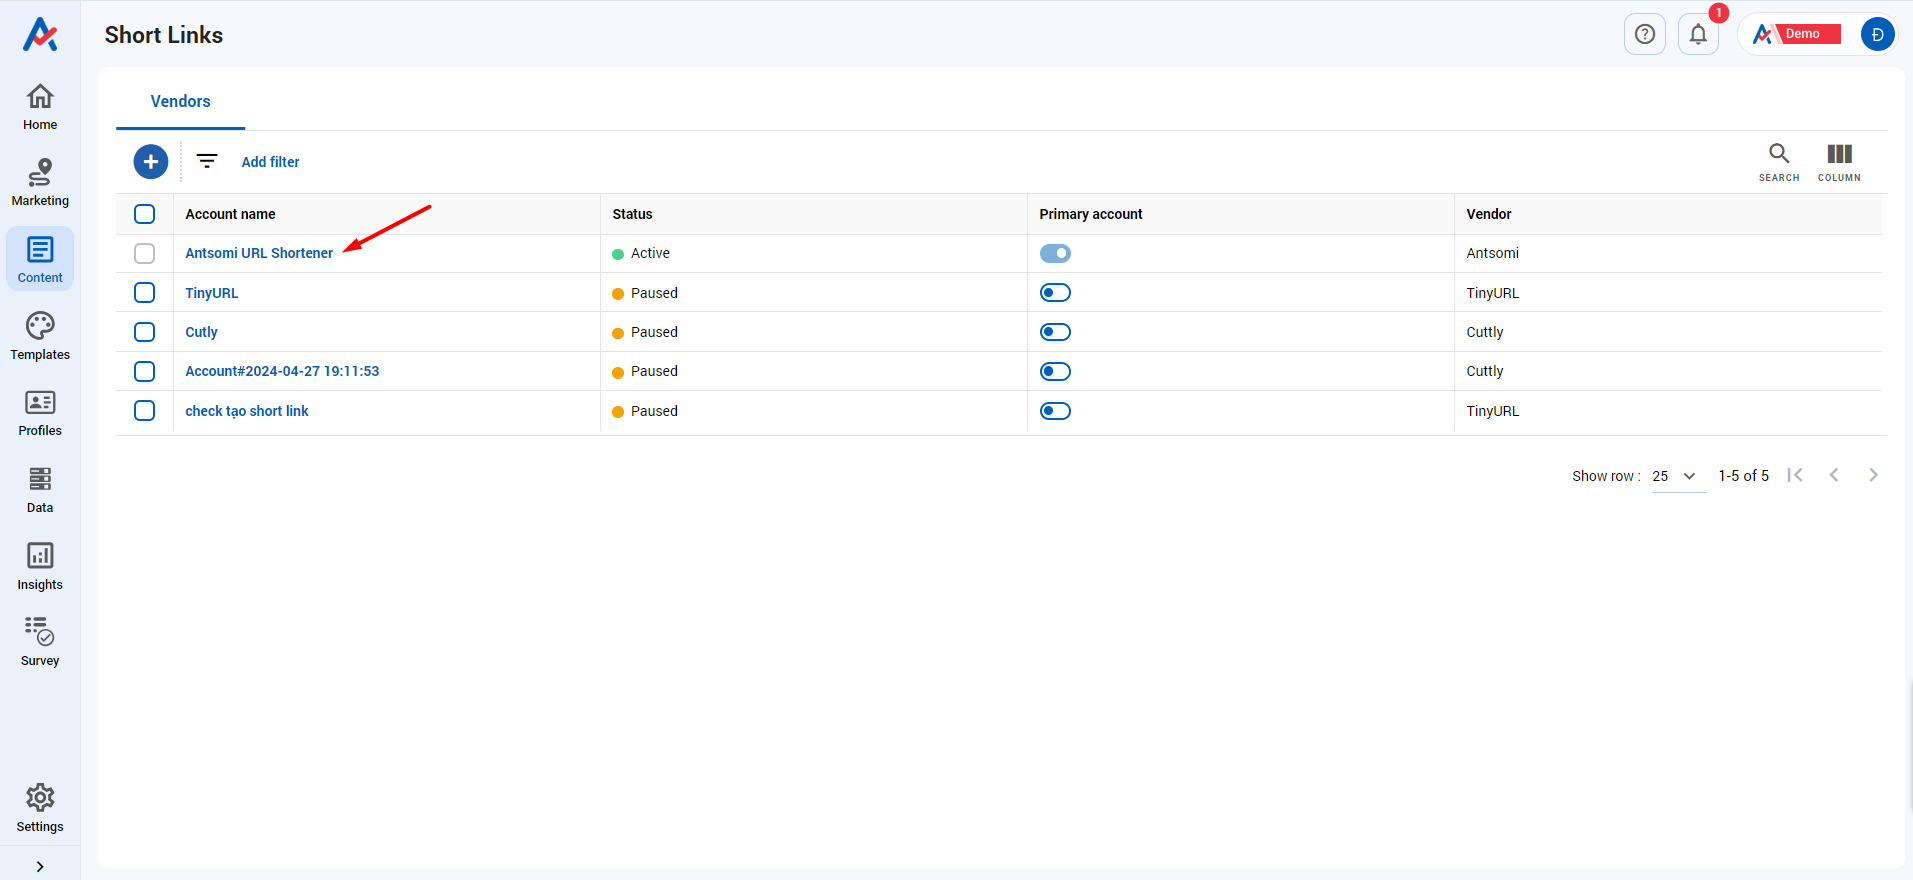 Short Links
1
Demo
Đ
Home
Marketing
Content
Templates
Profiles
Data
Insights
Survey
Settings
Vendors
Add filter
SEARCH
COLUMN
Account name Status Primary account Vendor
Antsomi URL Shortener Active Antsomi
TinyURL Paused TinyURL
Cutly Paused Cuttly
Account#2024-04-27 19:11:53 Paused Cuttly
check tạo short link Paused TinyURL
Show row : 25 1-5 of 5